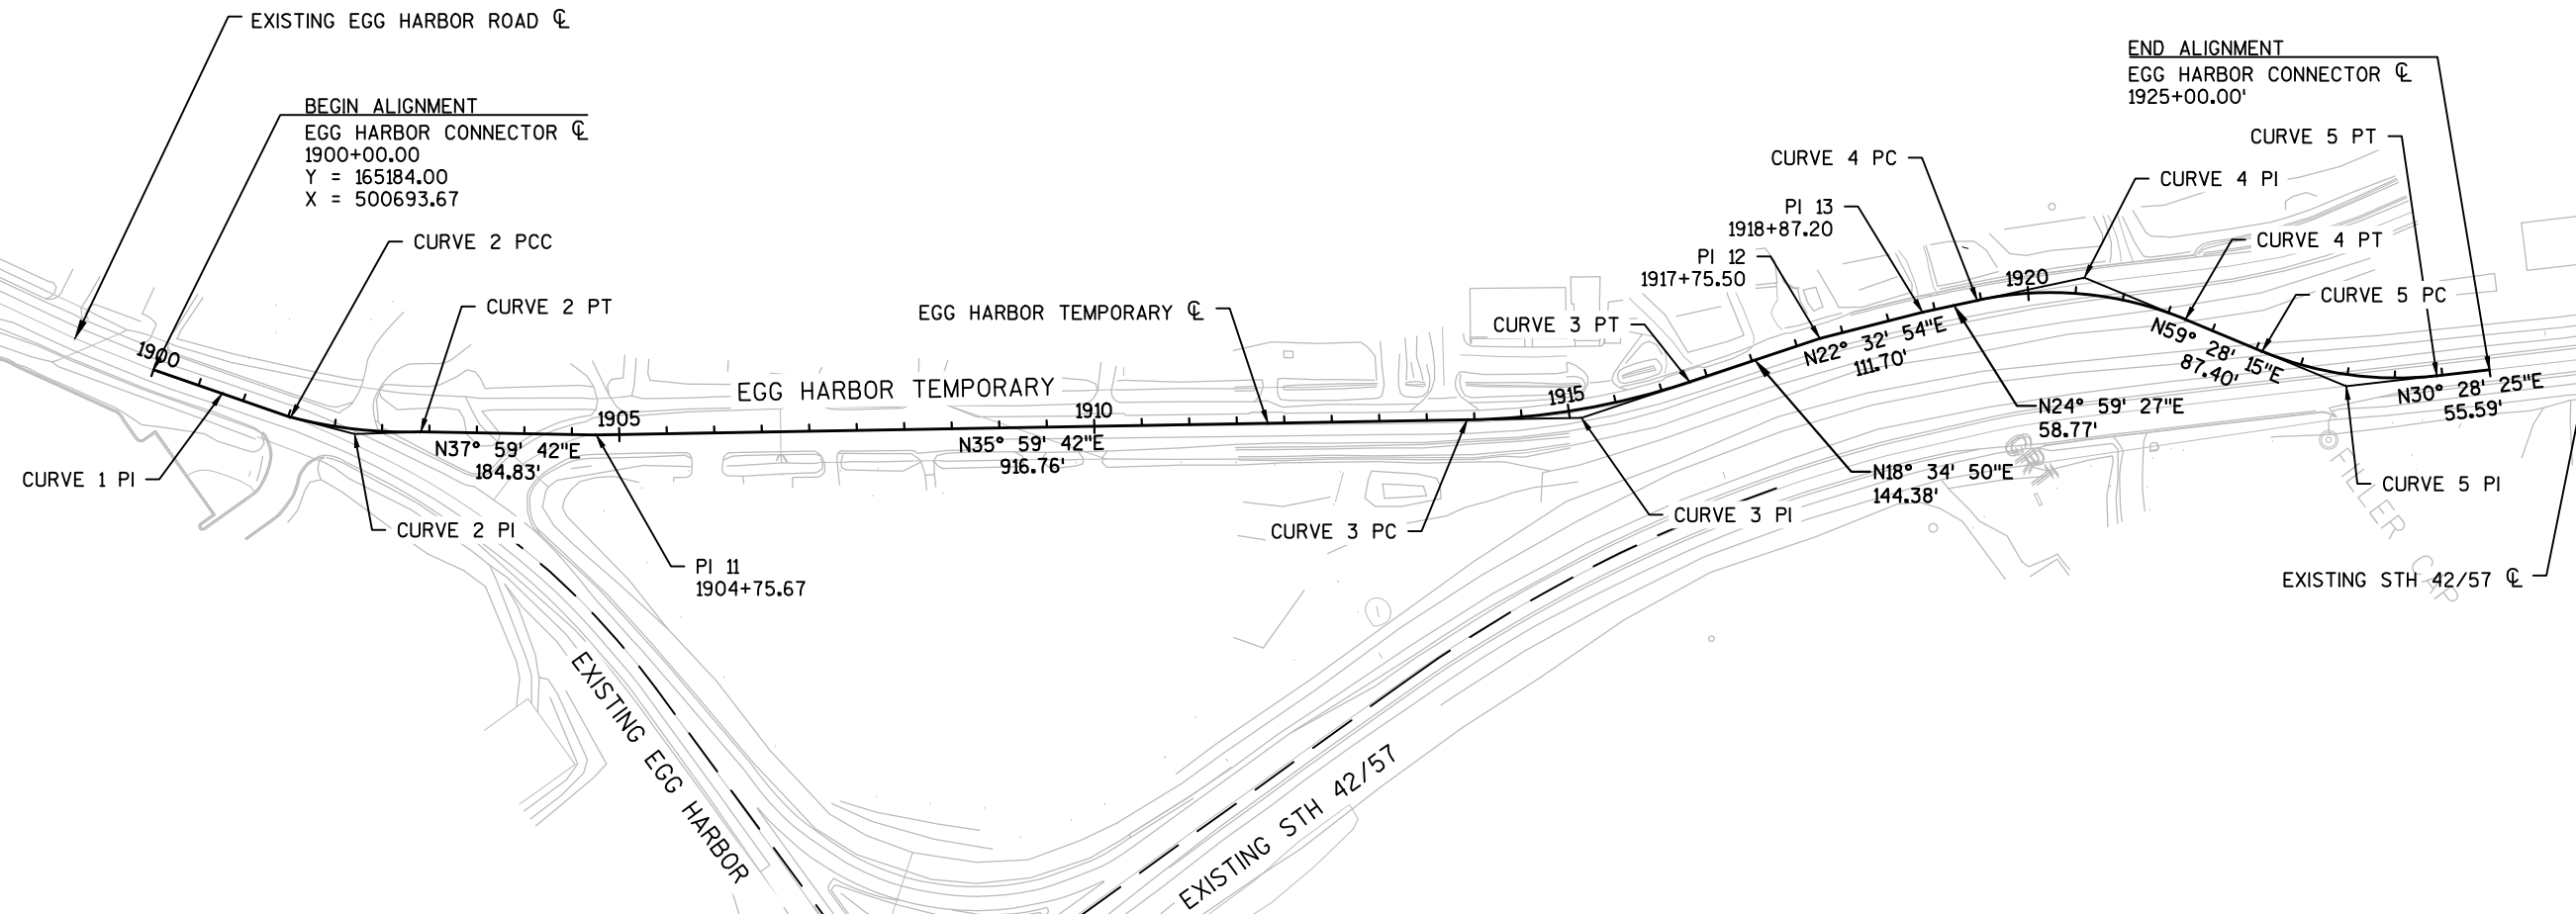 EXISTING EGG HARBOR ROAD ℄
BEGIN ALIGNMENT
EGG HARBOR CONNECTOR ℄
1900+00.00
Y = 165184.00
X = 500693.67
CURVE 2 PCC
CURVE 2 PT
1900
CURVE 1 PI
CURVE 2 PI
N37° 59' 42"E
184.83'
1905
PI 11
1904+75.67
EGG HARBOR TEMPORARY
EGG HARBOR TEMPORARY ℄
1910
N35° 59' 42"E
916.76'
CURVE 3 PC
CURVE 3 PT
1915
CURVE 3 PI
PI 12
1917+75.50
PI 13
1918+87.20
CURVE 4 PC
N22° 32' 54"E
111.70'
N18° 34' 50"E
144.38'
N24° 59' 27"E
58.77'
1920
CURVE 4 PI
CURVE 4 PT
CURVE 5 PC
N59° 28' 15"E
87.40'
END ALIGNMENT
EGG HARBOR CONNECTOR ℄
1925+00.00'
CURVE 5 PT
N30° 28' 25"E
55.59'
CURVE 5 PI
FILLER CAP
EXISTING STH 42/57 ℄
EXISTING EGG HARBOR
EXISTING STH 42/57